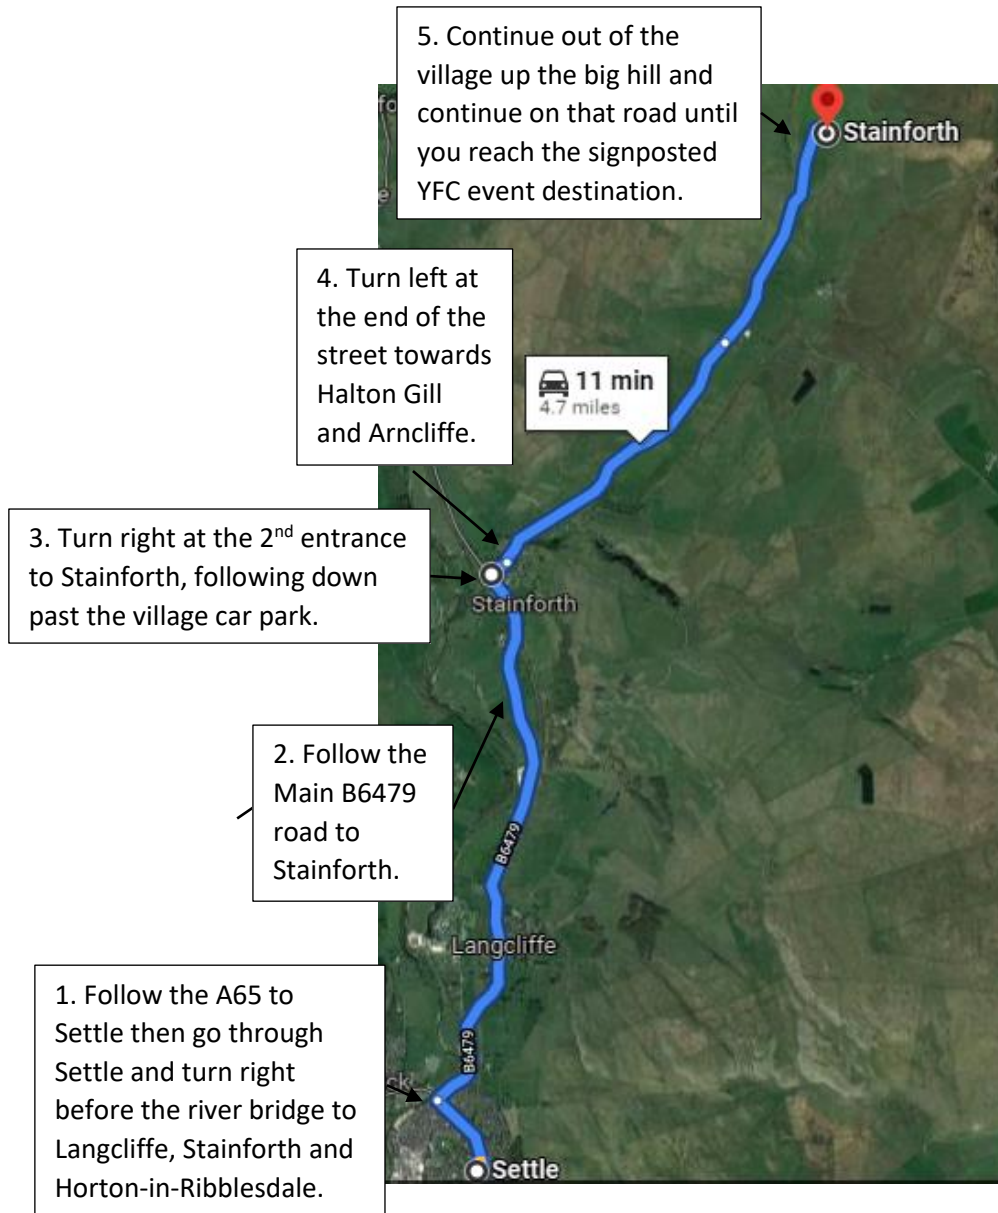 5. Continue out of the
village up the big hill and
continue on that road until
you reach the signposted
YFC event destination.
fo
e
Stainforth
4. Turn left at
the end of the
street towards
Halton Gill
and Arncliffe.
11 min
4.7 miles
3. Turn right at the 2nd entrance
to Stainforth, following down
past the village car park.
Stainforth
2. Follow the
Main B6479
road to
Stainforth.
B6479
Langcliffe
1. Follow the A65 to
Settle then go through
Settle and turn right
before the river bridge to
Langcliffe, Stainforth and
Horton-in-Ribblesdale.
B6479
ck
Settle